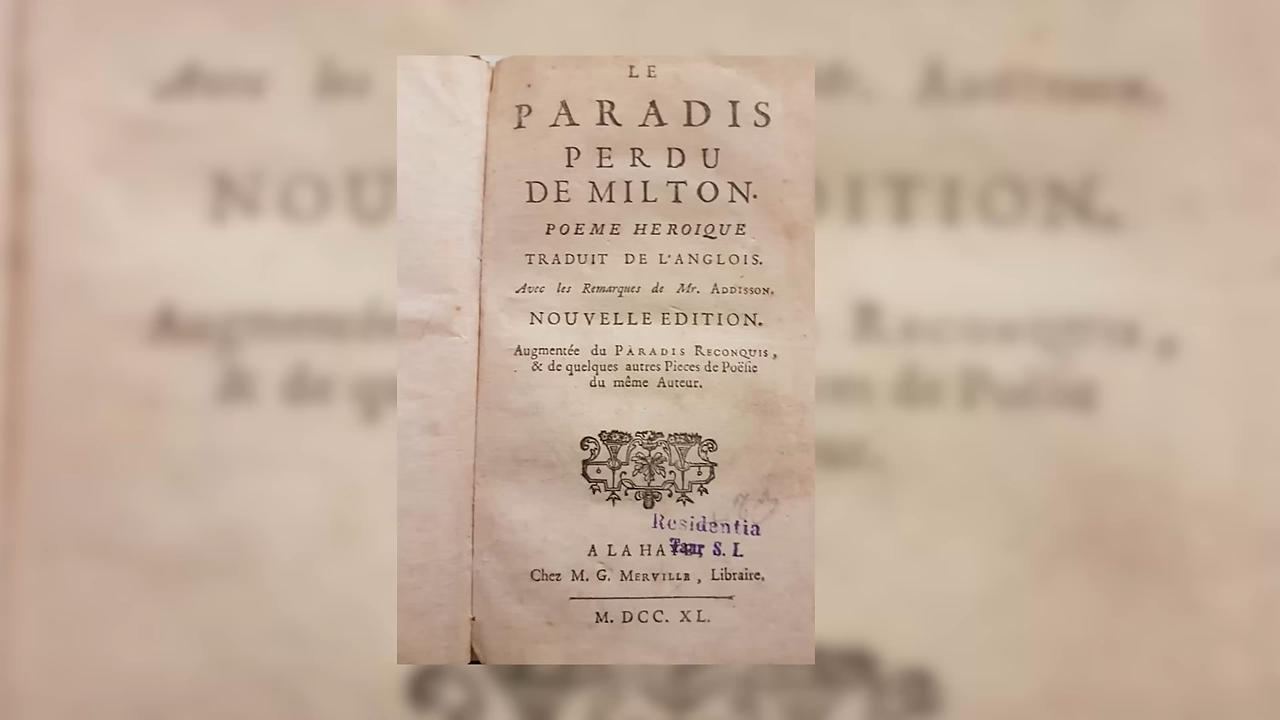 LE
PARADIS
PERDU
DE MILTON.
POEME HEROIQUE
TRADUIT DE L'ANGLOIS.
Avec les Remarques de Mr. ADDISSON.
NOUVELLE EDITION.
Augmentée du PARADIS RECONQUIS,
& de quelques autres Pieces de Poësie
du même Auteur.
Residentia
S. I.
A LA HA
Chez M. G. MERVILLE, Libraire.
M. DCC. XL.